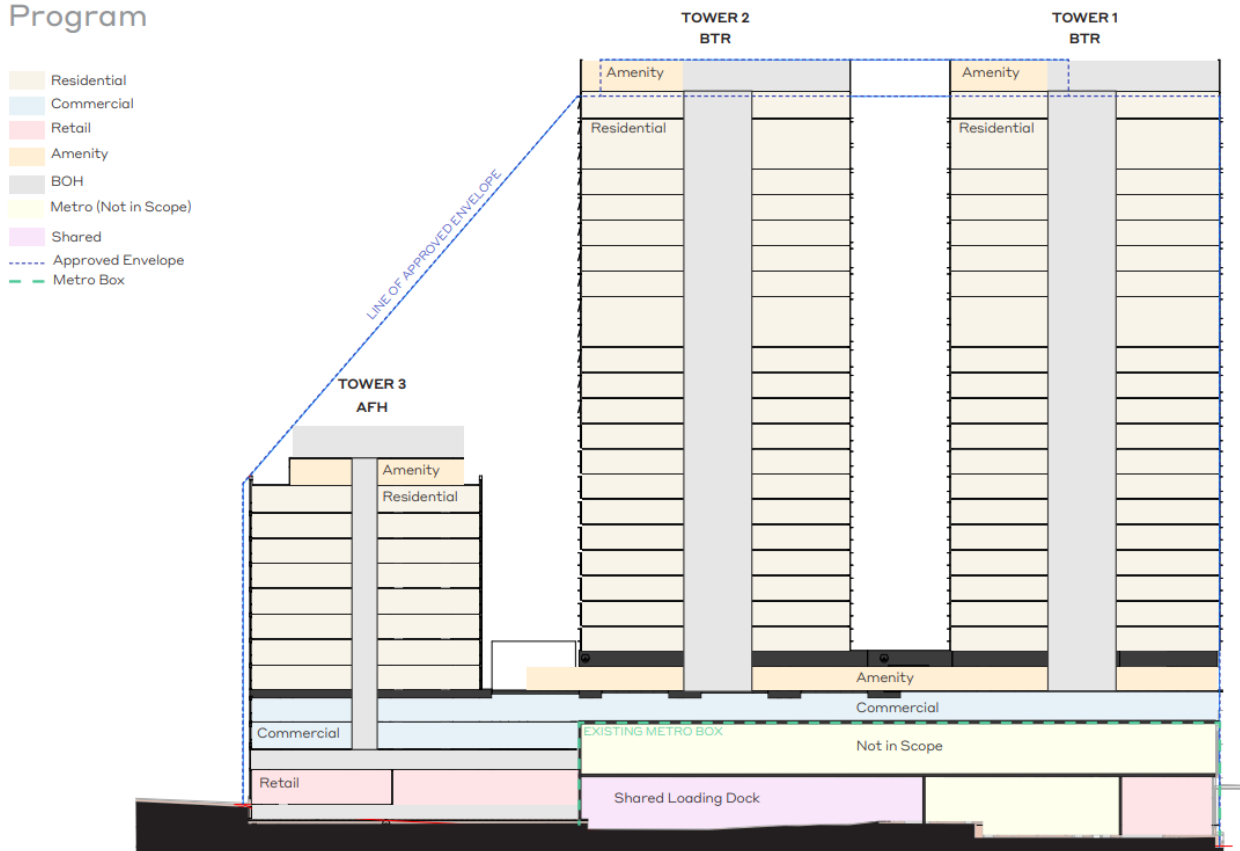 Program
Residential
Commercial
Retail
Amenity
BOH
Metro (Not in Scope)
Shared
Approved Envelope
Metro Box
TOWER 2
BTR
TOWER 1
BTR
Amenity
Amenity
Residential
Residential
LINE OF APPROVED ENVELOPE
TOWER 3
AFH
Amenity
Residential
Amenity
Commercial
Commercial
EXISTING METRO BOX
Not in Scope
Retail
Shared Loading Dock